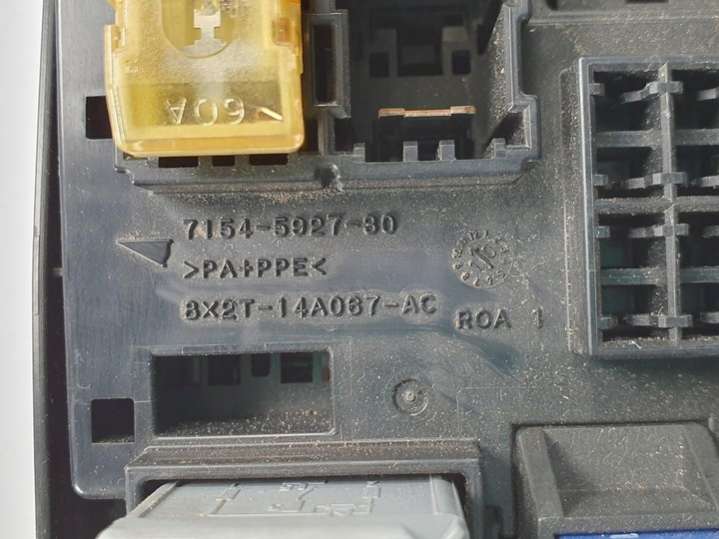 60A
7154-5927-30
>PA+PPE<
8X2T-14A067-AC
ROA 1